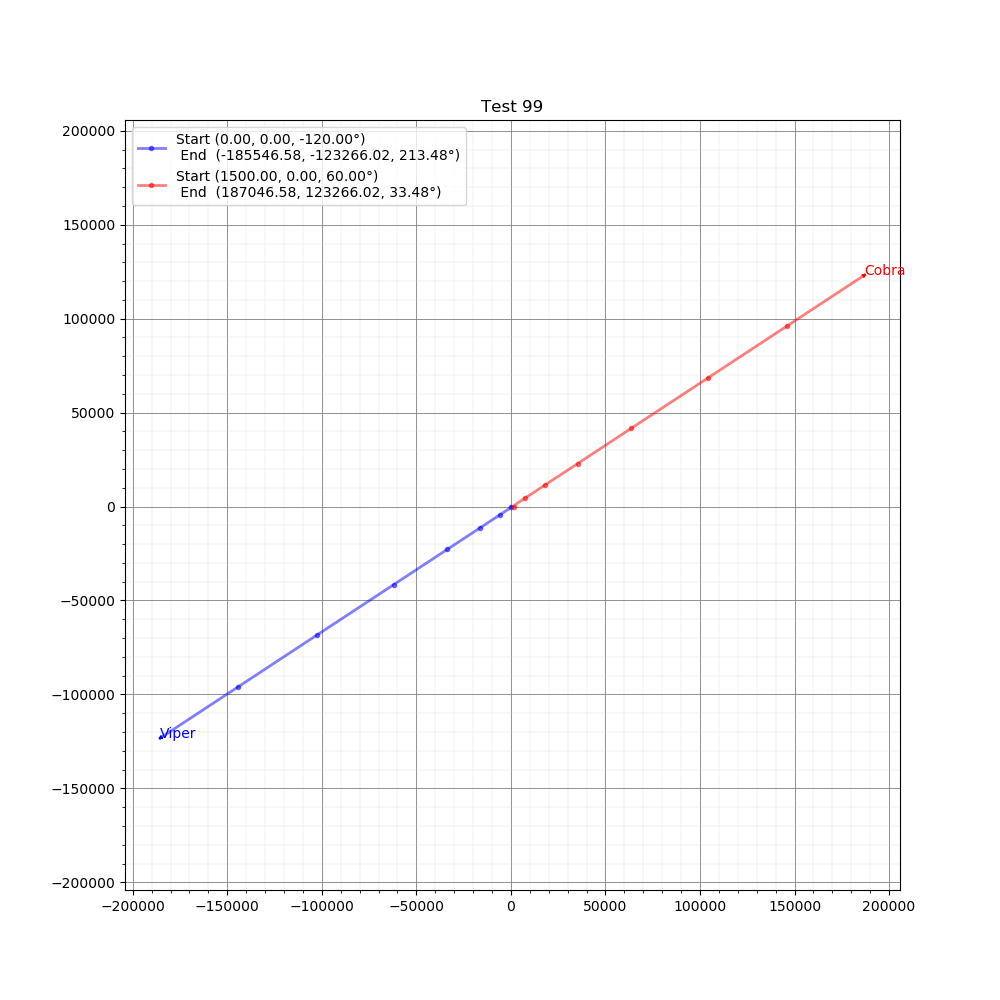 Test 99
Start (0.00, 0.00, -120.00°)
End (-185546.58, -123266.02, 213.48°)
Start (1500.00, 0.00, 60.00°)
End (187046.58, 123266.02, 33.48°)
200000
150000
100000
50000
0
−50000
−100000
−150000
−200000
Cobra
Viper
−200000 −150000 −100000 −50000 0 50000 100000 150000 200000